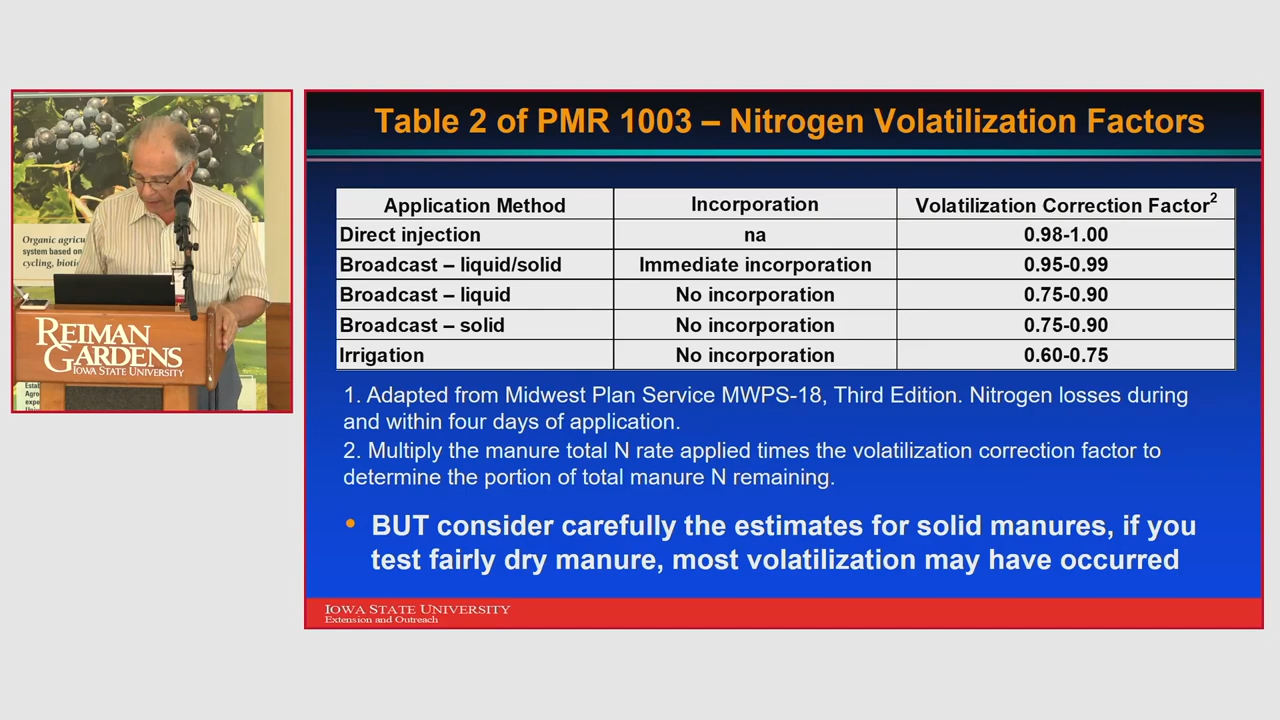 Organic agricu
system based on
cycling, bioti
REIMAN
GARDENS
IOWA STATE UNIVERSITY
Estab
Agro
expe
Table 2 of PMR 1003 – Nitrogen Volatilization Factors
Application Method Incorporation Volatilization Correction Factor2
Direct injection na 0.98-1.00
Broadcast – liquid/solid Immediate incorporation 0.95-0.99
Broadcast – liquid No incorporation 0.75-0.90
Broadcast – solid No incorporation 0.75-0.90
Irrigation No incorporation 0.60-0.75
1. Adapted from Midwest Plan Service MWPS-18, Third Edition. Nitrogen losses during
and within four days of application.
2. Multiply the manure total N rate applied times the volatilization correction factor to
determine the portion of total manure N remaining.
• BUT consider carefully the estimates for solid manures, if you
test fairly dry manure, most volatilization may have occurred
IOWA STATE UNIVERSITY
Extension and Outreach